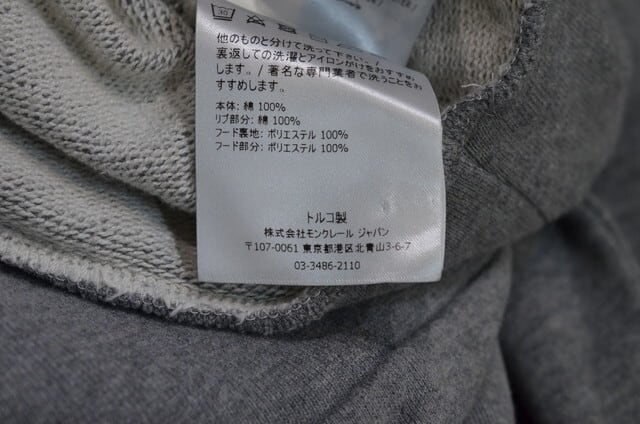 30
他のものと分けて洗って下さい./
裏返しての洗濯とアイロンがけをおすすめ
します。/ 著名な専門業者で洗うことをお
すすめします。
本体: 綿 100%
リブ部分: 綿 100%
フード裏地: ポリエステル 100%
フード部分: ポリエステル 100%
トルコ製
株式会社モンクレール ジャパン
〒107-0061 東京都港区北青山3-6-7
03-3486-2110